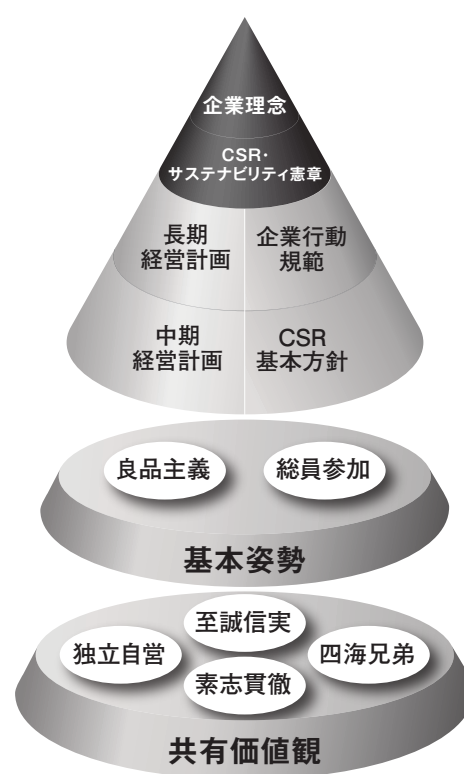 企業理念
CSR・
サステナビリティ憲章
長期
経営計画
企業行動
規範
中期
経営計画
CSR
基本方針
良品主義
総員参加
基本姿勢
至誠信実
独立自営
四海兄弟
素志貫徹
共有価値観